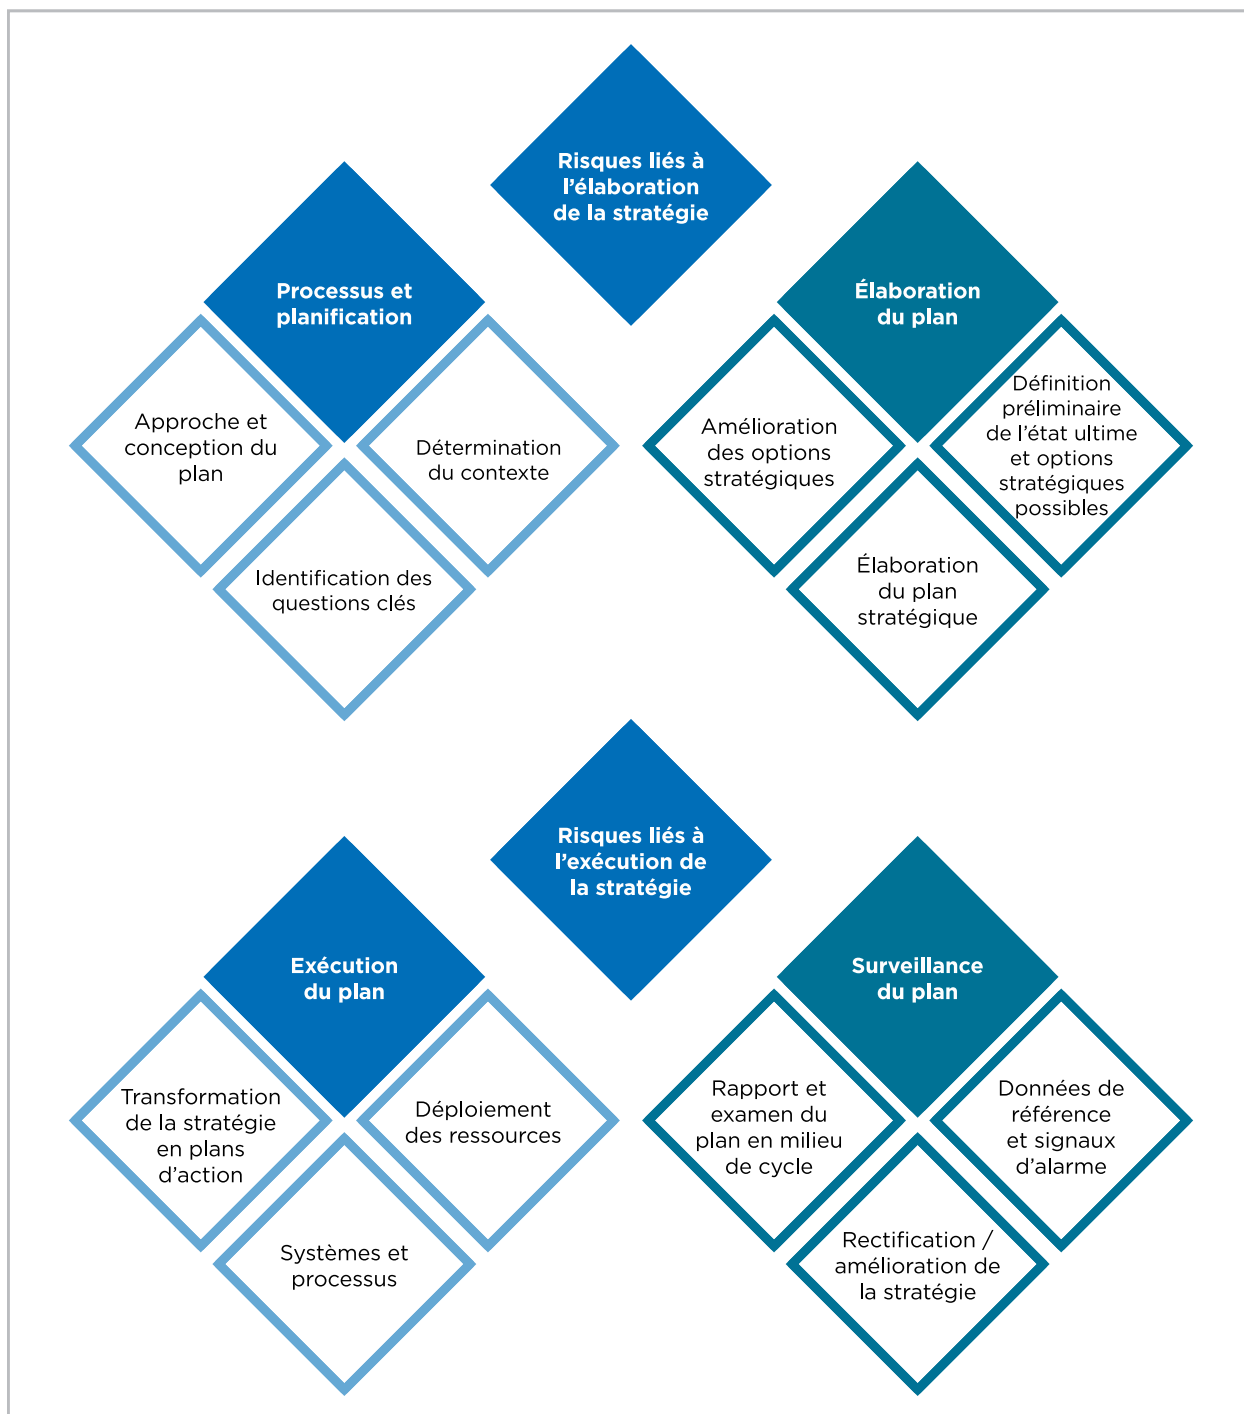 Risques liés à
l’élaboration
de la stratégie
Processus et
planification
Approche et
conception du
plan
Détermination
du contexte
Identification des
questions clés
Élaboration
du plan
Amélioration
des options
stratégiques
Définition
préliminaire
de l’état ultime
et options
stratégiques
possibles
Élaboration
du plan
stratégique
Risques liés à
l’exécution de
la stratégie
Exécution
du plan
Transformation
de la stratégie
en plans
d’action
Déploiement
des ressources
Systèmes et
processus
Surveillance
du plan
Rapport et
examen du
plan en milieu
de cycle
Données de
référence
et signaux
d’alarme
Rectification /
amélioration de
la stratégie